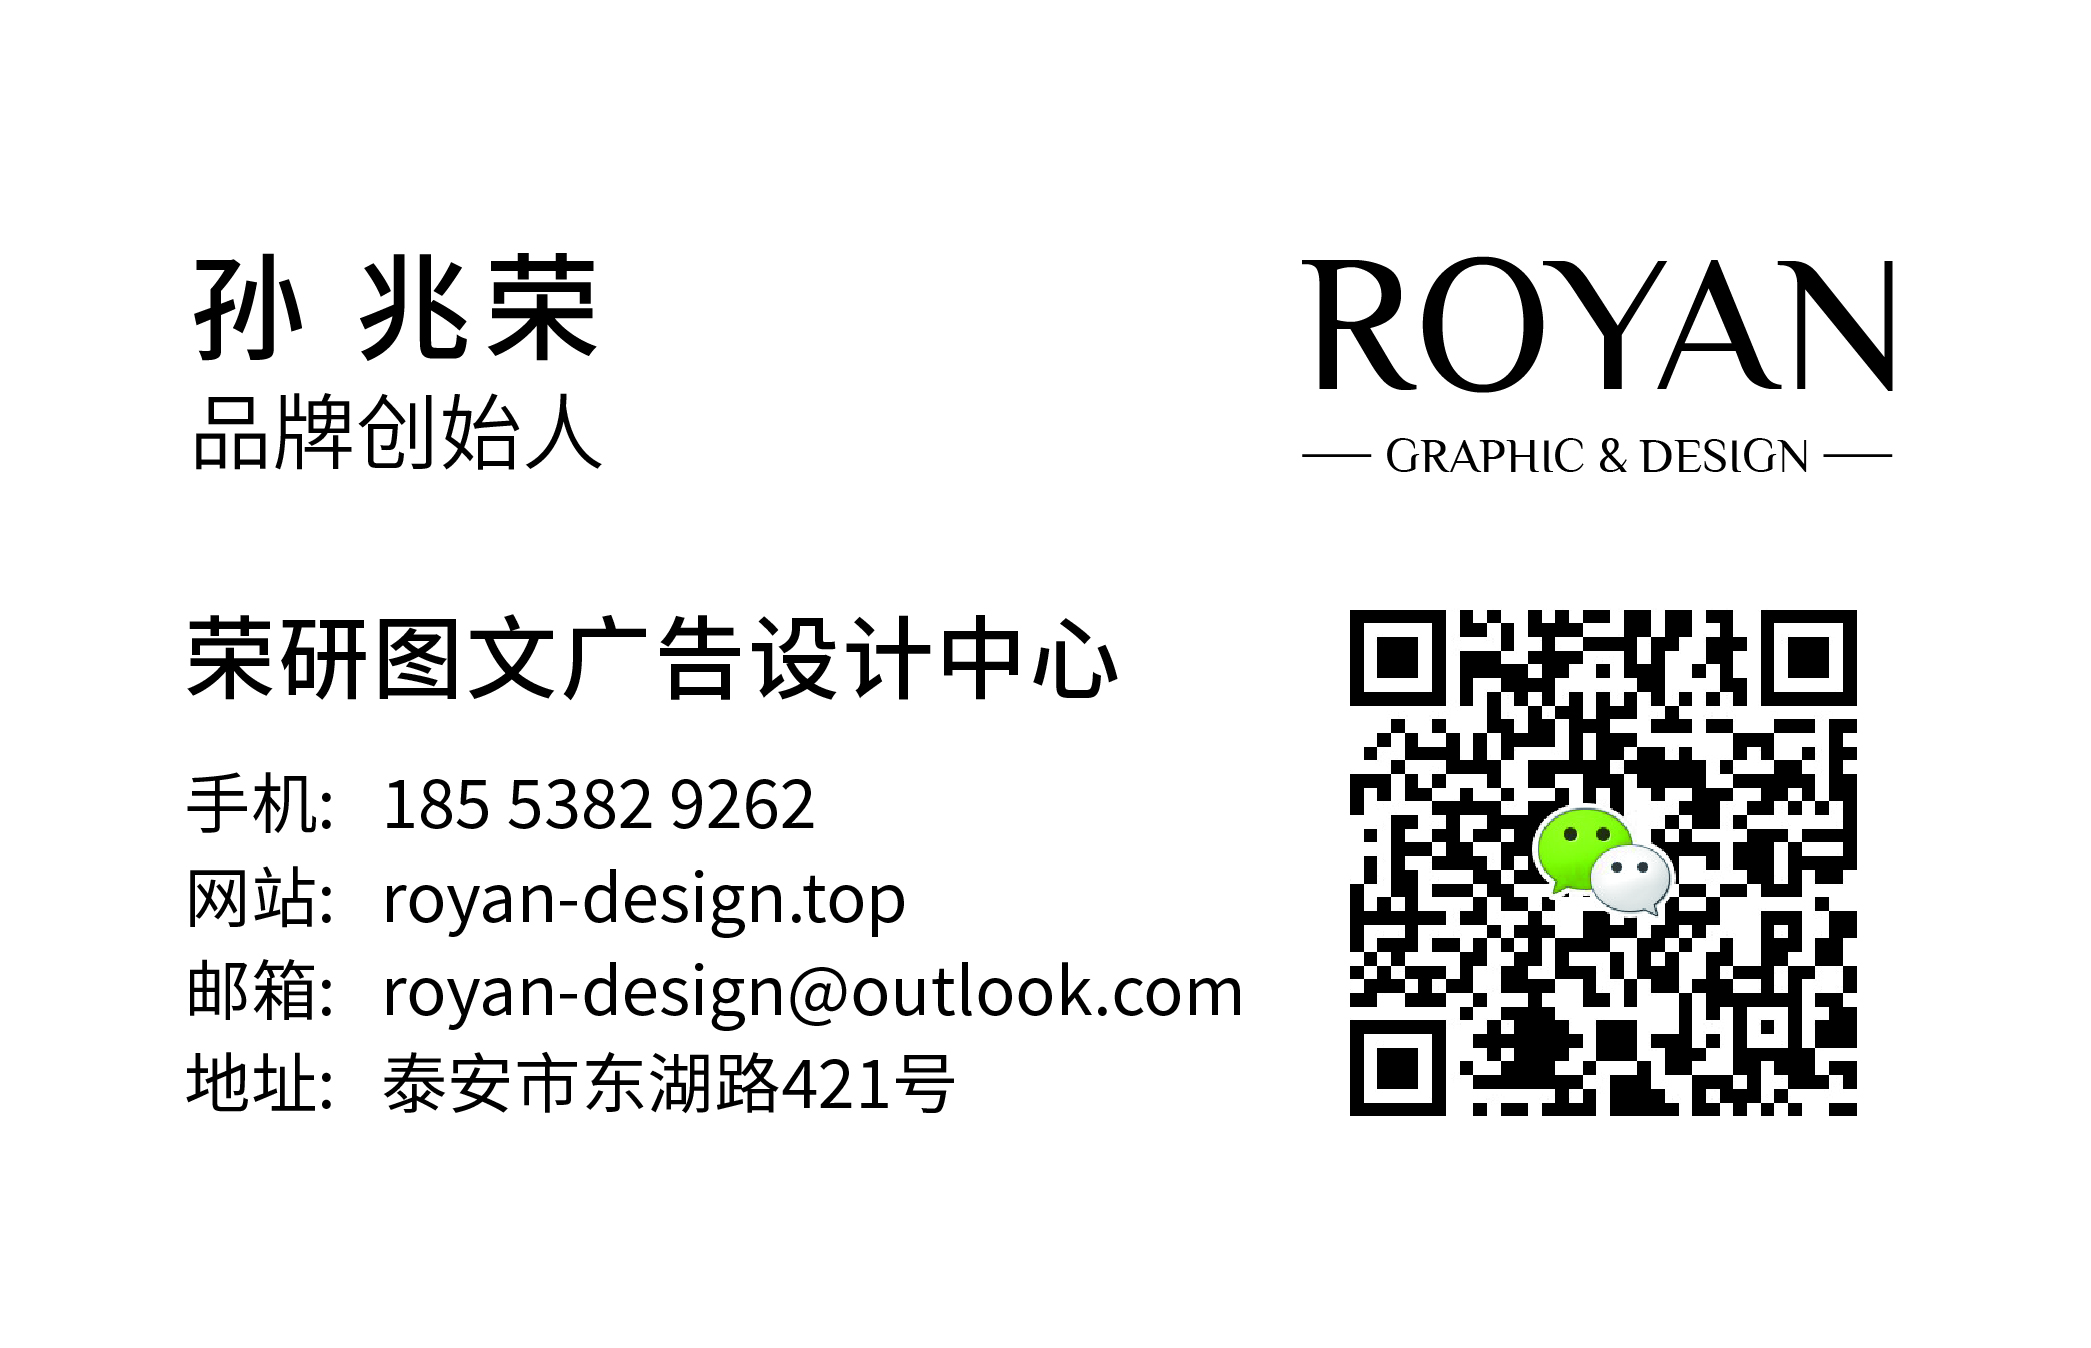 孙 兆荣
品牌创始人
ROYAN
GRAPHIC & DESIGN
荣研图文广告设计中心
手机: 185 5382 9262
网站: royan-design.top
邮箱: royan-design@outlook.com
地址: 泰安市东湖路421号